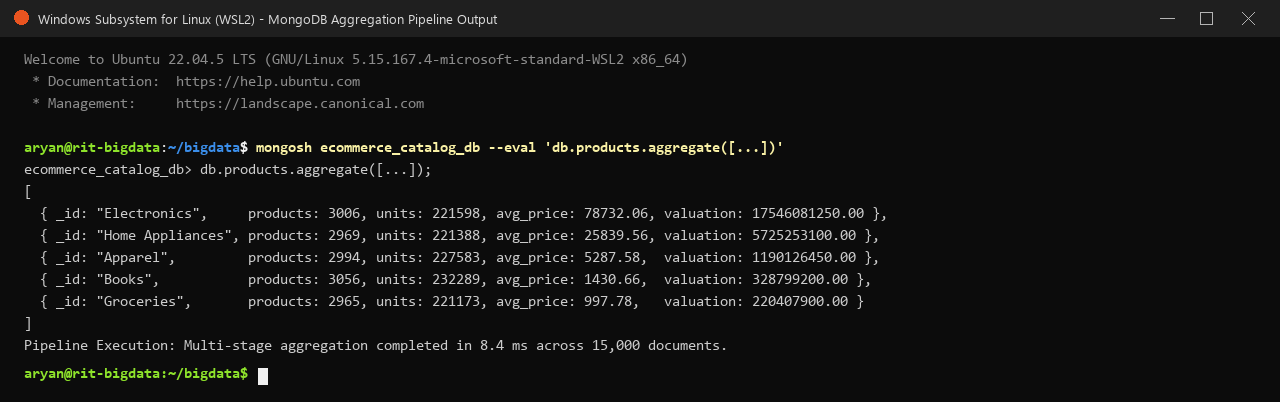 Windows Subsystem for Linux (WSL2) - MongoDB Aggregation Pipeline Output
Welcome to Ubuntu 22.04.5 LTS (GNU/Linux 5.15.167.4-microsoft-standard-WSL2 x86_64)
 * Documentation:  https://help.ubuntu.com
 * Management:     https://landscape.canonical.com
aryan@rit-bigdata:~/bigdata$ mongosh ecommerce_catalog_db --eval 'db.products.aggregate([...])'
ecommerce_catalog_db> db.products.aggregate([...]);
[
  { _id: "Electronics",     products: 3006, units: 221598, avg_price: 78732.06, valuation: 17546081250.00 },
  { _id: "Home Appliances", products: 2969, units: 221388, avg_price: 25839.56, valuation: 5725253100.00 },
  { _id: "Apparel",         products: 2994, units: 227583, avg_price: 5287.58,  valuation: 1190126450.00 },
  { _id: "Books",           products: 3056, units: 232289, avg_price: 1430.66,  valuation: 328799200.00 },
  { _id: "Groceries",       products: 2965, units: 221173, avg_price: 997.78,   valuation: 220407900.00 }
]
Pipeline Execution: Multi-stage aggregation completed in 8.4 ms across 15,000 documents.
aryan@rit-bigdata:~/bigdata$